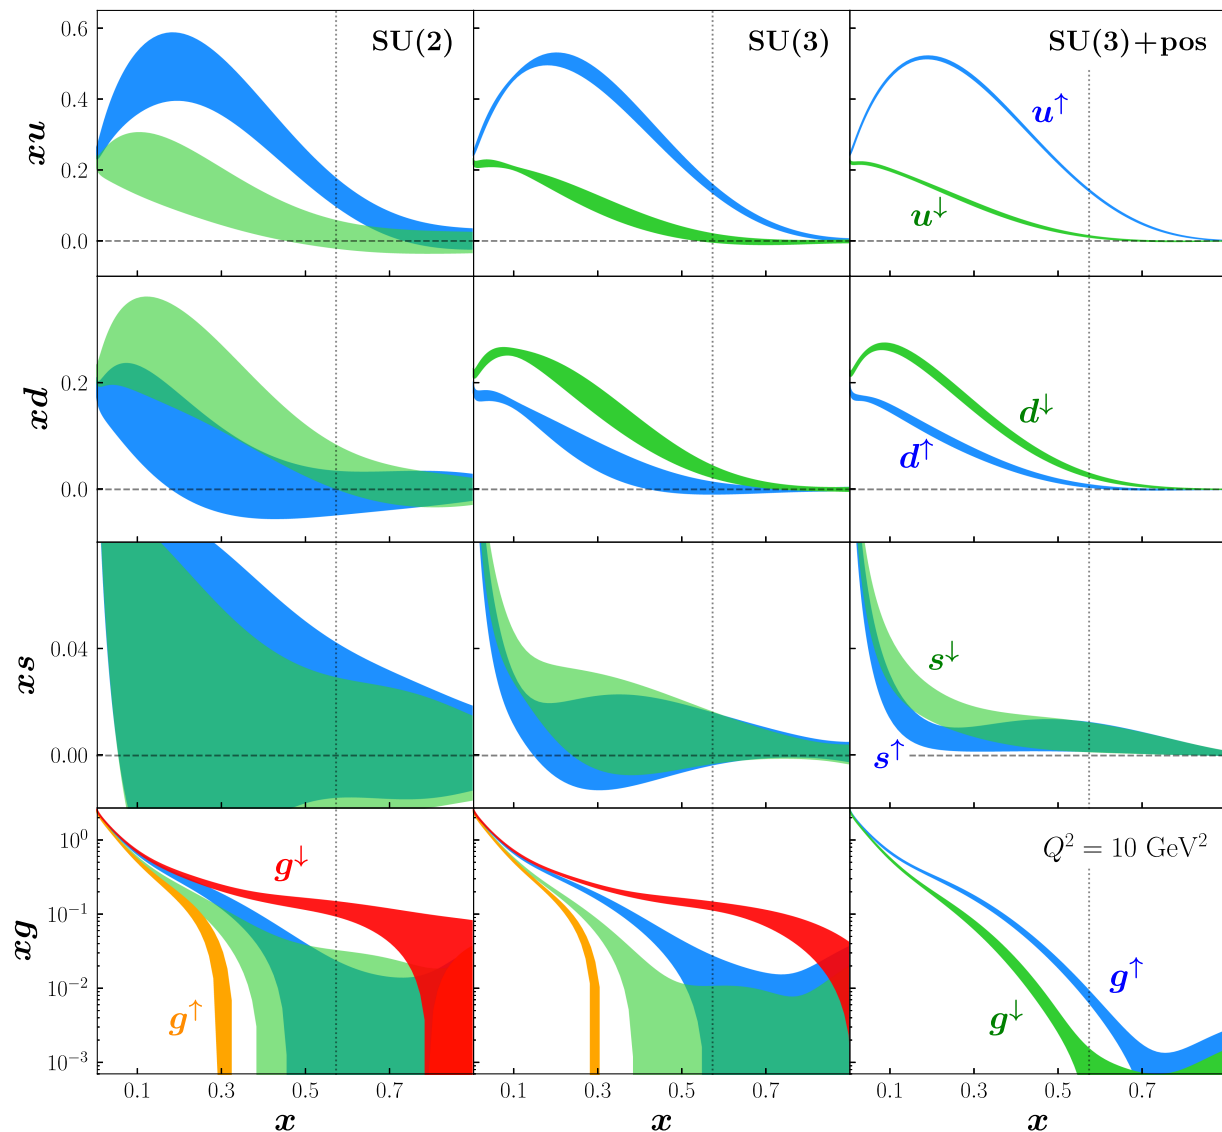 SU(2)
SU(3)
SU(3)+pos
0.6
0.4
0.2
0.0
xu
u↑
u↓
0.2
0.0
xd
d↓
d↑
0.04
0.00
xs
s↓
s↑
10⁰
10⁻¹
10⁻²
10⁻³
xg
g↓
g↑
Q² = 10 GeV²
g↑
g↓
0.1 0.3 0.5 0.7
0.1 0.3 0.5 0.7
0.1 0.3 0.5 0.7
x
x
x